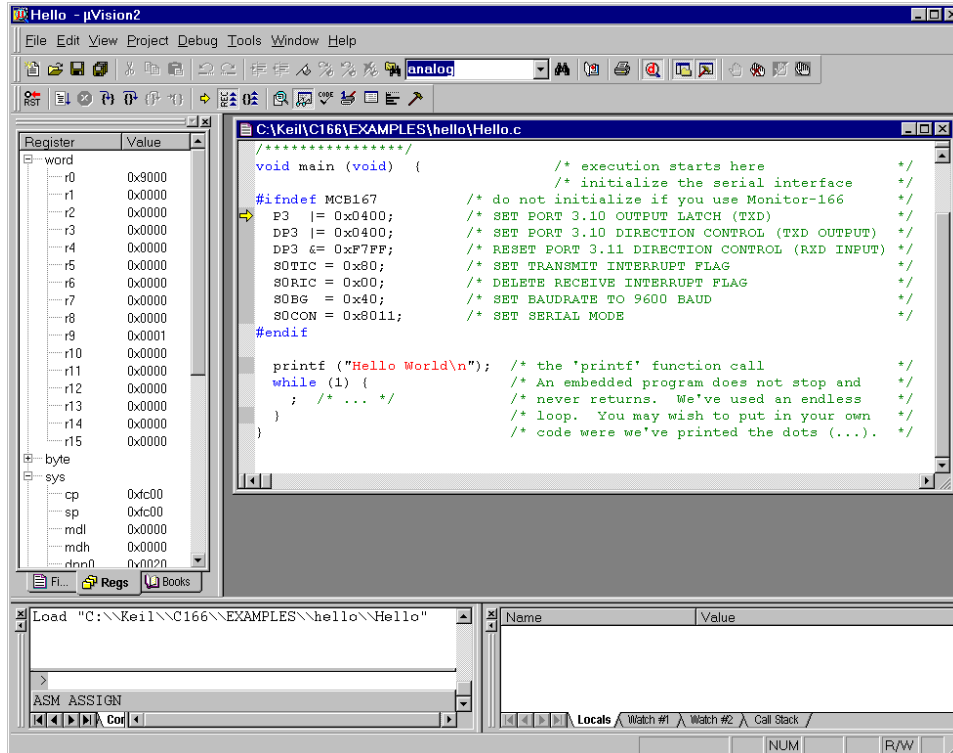 Hello - µVision2
File Edit View Project Debug Tools Window Help
analog
RST
CODE
Register Value
word
r0 0x9000
r1 0x0000
r2 0x0000
r3 0x0000
r4 0x0000
r5 0x0000
r6 0x0000
r7 0x0000
r8 0x0000
r9 0x0001
r10 0x0000
r11 0x0000
r12 0x0000
r13 0x0000
r14 0x0000
r15 0x0000
byte
sys
cp 0xfc00
sp 0xfc00
mdl 0x0000
mdh 0x0000
dpp0 0x0020
Fi... Regs Books
C:\Keil\C166\EXAMPLES\hello\Hello.c
/****************/
void main (void) { /* execution starts here */
/* initialize the serial interface */
#ifndef MCB167 /* do not initialize if you use Monitor-166 */
P3 |= 0x0400; /* SET PORT 3.10 OUTPUT LATCH (TXD) */
DP3 |= 0x0400; /* SET PORT 3.10 DIRECTION CONTROL (TXD OUTPUT) */
DP3 &= 0xF7FF; /* RESET PORT 3.11 DIRECTION CONTROL (RXD INPUT) */
S0TIC = 0x80; /* SET TRANSMIT INTERRUPT FLAG */
S0RIC = 0x00; /* DELETE RECEIVE INTERRUPT FLAG */
S0BG = 0x40; /* SET BAUDRATE TO 9600 BAUD */
S0CON = 0x8011; /* SET SERIAL MODE */
#endif
printf ("Hello World\n"); /* the 'printf' function call */
while (1) { /* An embedded program does not stop and */
; /* ... */ /* never returns. We've used an endless */
} /* loop. You may wish to put in your own */
} /* code were we've printed the dots (...). */
Load "C:\\Keil\\C166\\EXAMPLES\\hello\\Hello"
>
ASM ASSIGN
Cor
Name Value
Locals Watch #1 Watch #2 Call Stack
NUM R/W